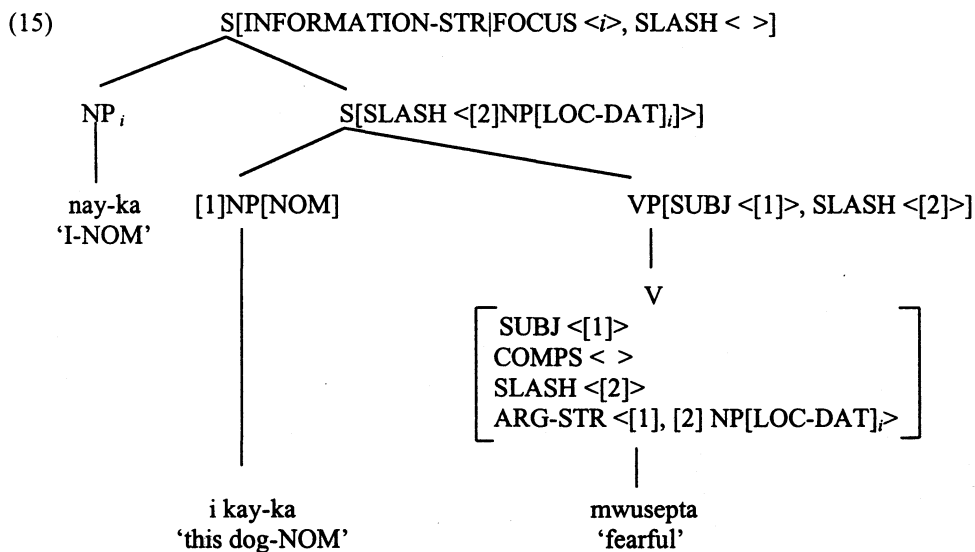 (15) S[INFORMATION-STR|FOCUS <i>, SLASH < >]
NP i S[SLASH <[2]NP[LOC-DAT]i]>]
nay-ka [1]NP[NOM] VP[SUBJ <[1]>, SLASH <[2]>]
‘I-NOM’
V
SUBJ <[1]>
COMPS < >
SLASH <[2]>
ARG-STR <[1], [2] NP[LOC-DAT]i>
i kay-ka mwusepta
‘this dog-NOM’ ‘fearful’